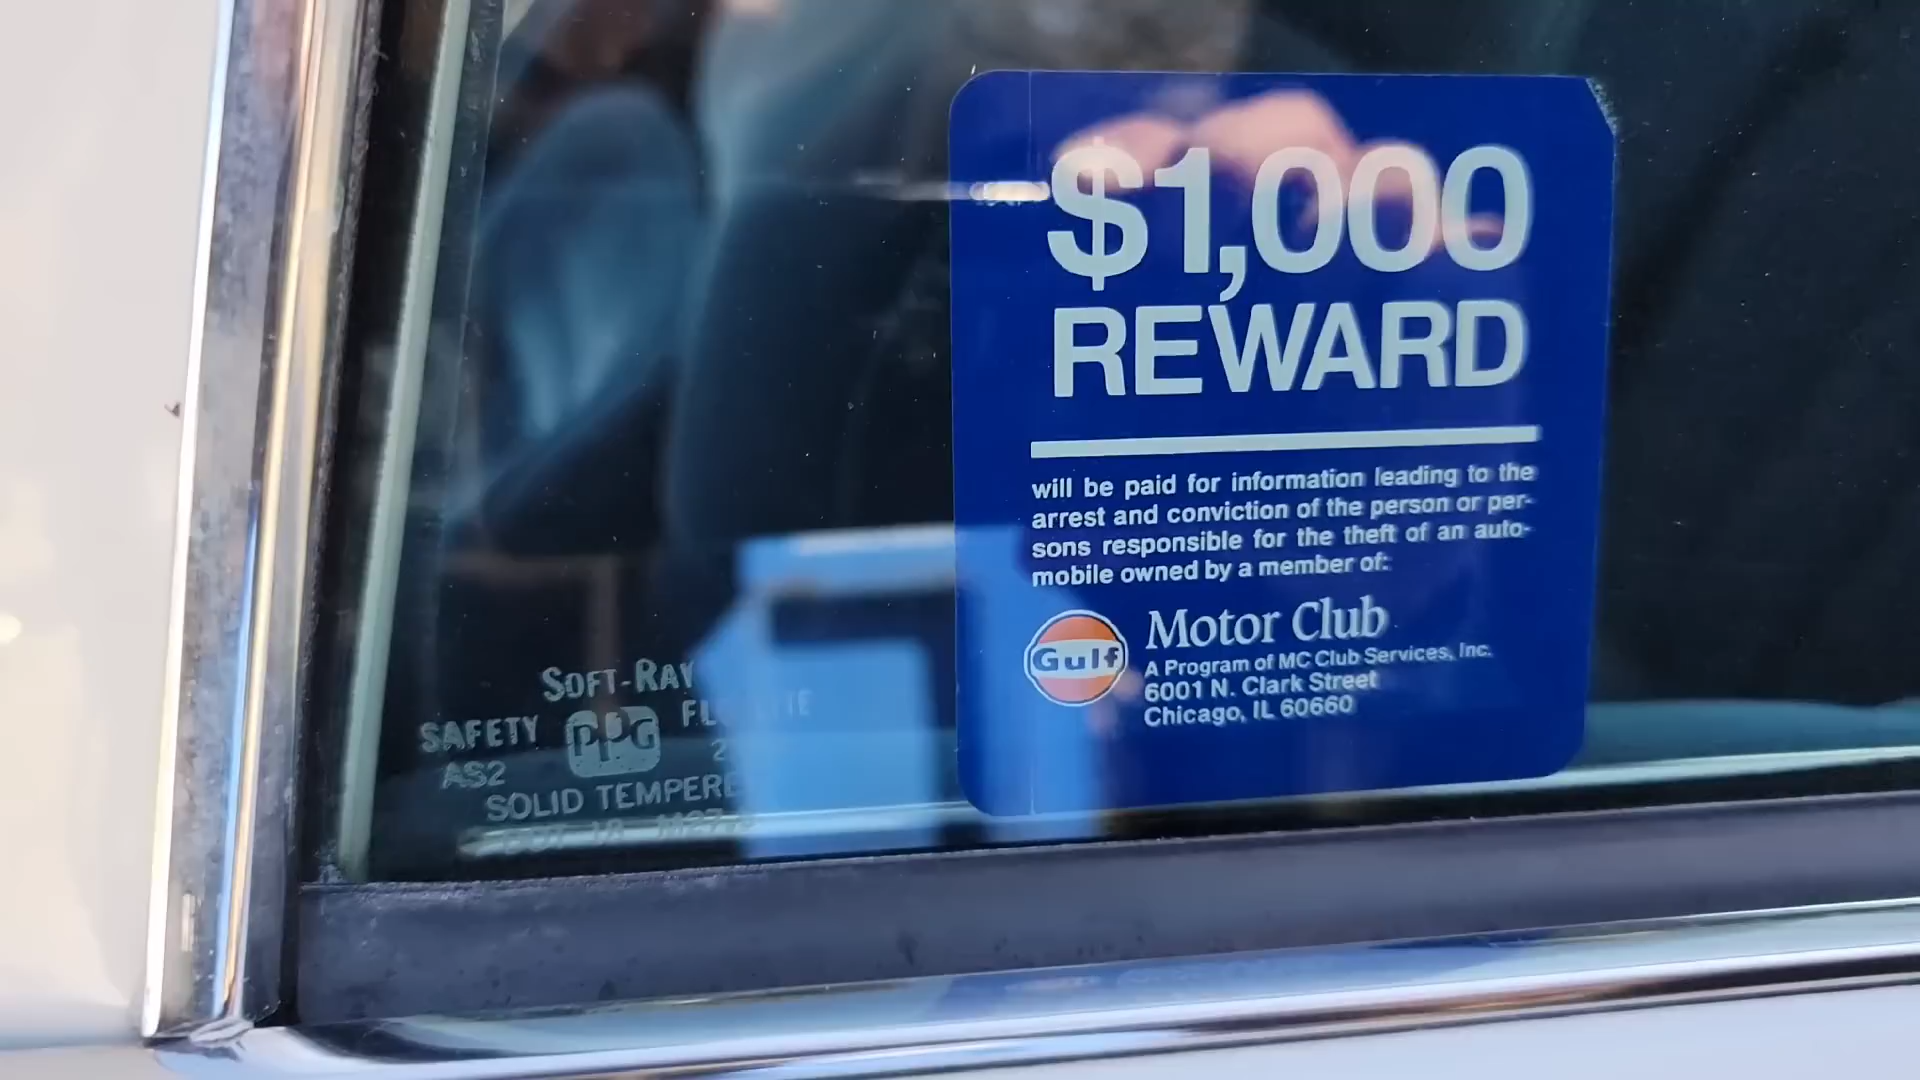 $1,000
REWARD
will be paid for information leading to the
arrest and conviction of the person or per-
sons responsible for the theft of an auto-
mobile owned by a member of:
Gulf
Motor Club
A Program of MC Club Services, Inc.
6001 N. Clark Street
Chicago, IL 60660
SOFT-RAY
SAFETY PPG
AS2
SOLID TEMPERE